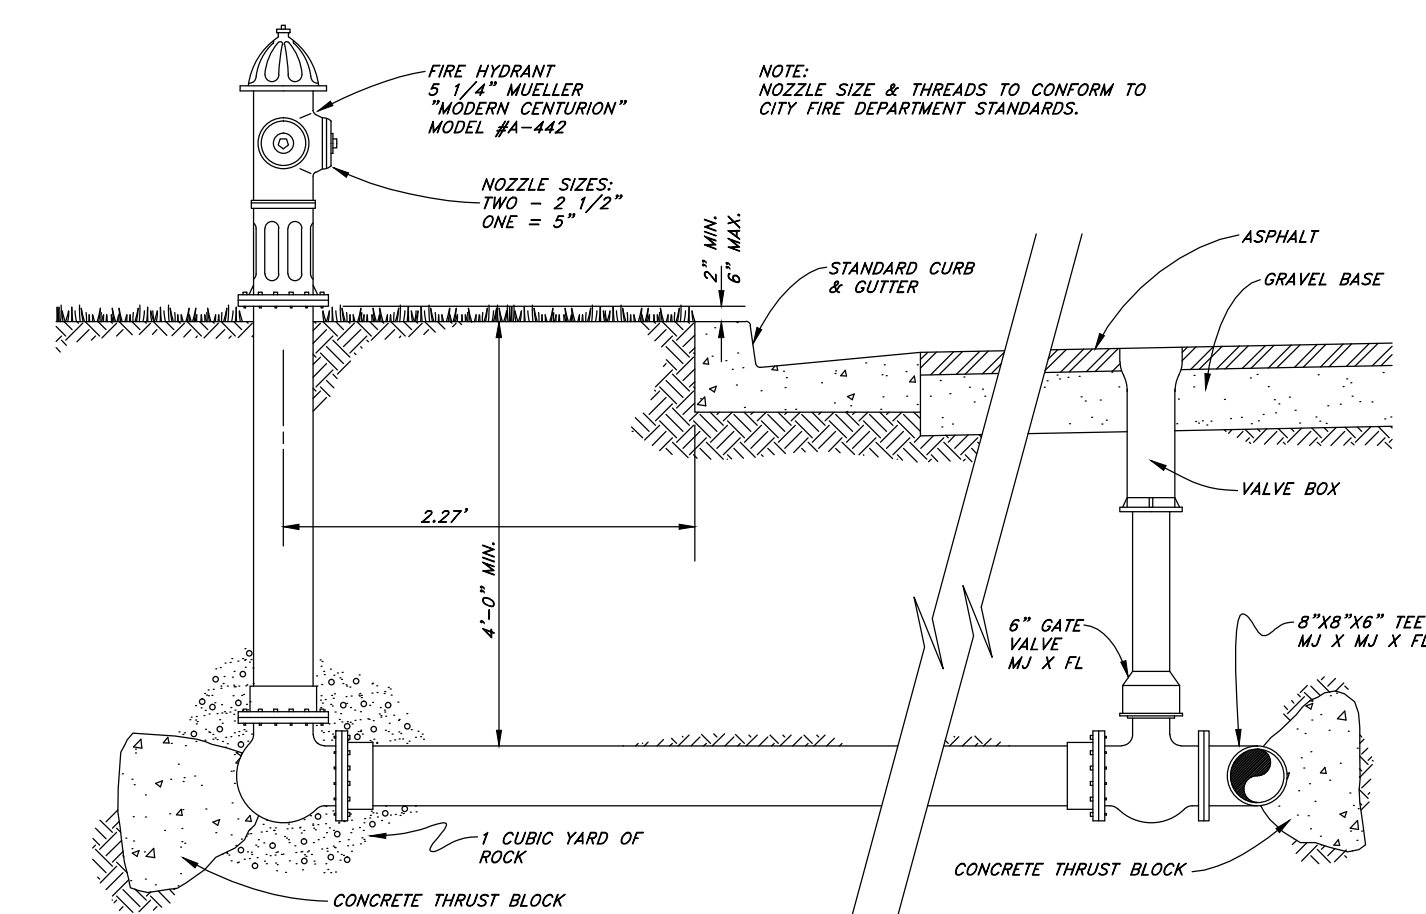 FIRE HYDRANT
5 1/4" MUELLER
"MODERN CENTURION"
MODEL #A-442
NOTE:
NOZZLE SIZE & THREADS TO CONFORM TO
CITY FIRE DEPARTMENT STANDARDS.
NOZZLE SIZES:
TWO - 2 1/2"
ONE = 5"
2" MIN.
6" MAX.
STANDARD CURB
& GUTTER
ASPHALT
GRAVEL BASE
VALVE BOX
2.27'
4'-0" MIN.
6" GATE
VALVE
MJ X FL
8"X8"X6" TEE
MJ X MJ X FL
1 CUBIC YARD OF
ROCK
CONCRETE THRUST BLOCK
CONCRETE THRUST BLOCK